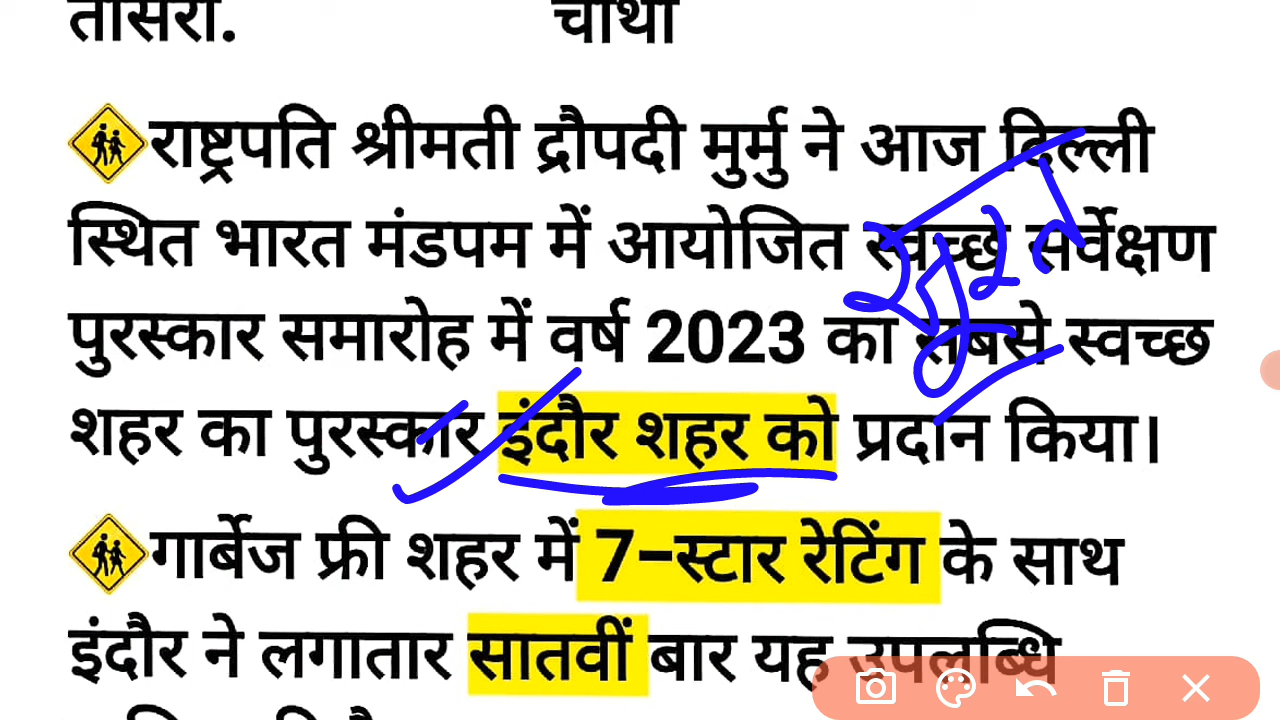 तीसरा. चौथा
राष्ट्रपति श्रीमती द्रौपदी मुर्मु ने आज दिल्ली
स्थित भारत मंडपम में आयोजित स्वच्छ सर्वेक्षण
सूरत
पुरस्कार समारोह में वर्ष 2023 का सबसे स्वच्छ
शहर का पुरस्कार इंदौर शहर को प्रदान किया।
गार्बेज फ्री शहर में 7–स्टार रेटिंग के साथ
इंदौर ने लगातार सातवीं बार यह उपलब्धि